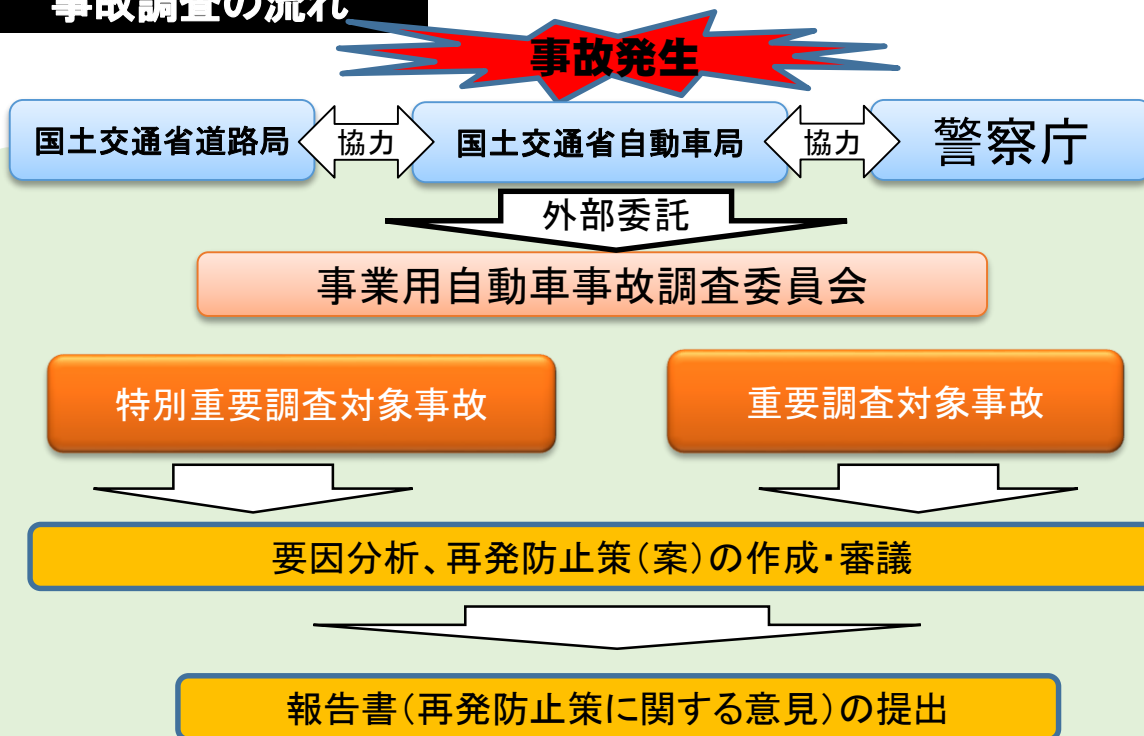 事故調査の流れ
事故発生
国土交通省道路局
協力
国土交通省自動車局
協力
警察庁
外部委託
事業用自動車事故調査委員会
特別重要調査対象事故
重要調査対象事故
要因分析、再発防止策(案)の作成・審議
報告書(再発防止策に関する意見)の提出